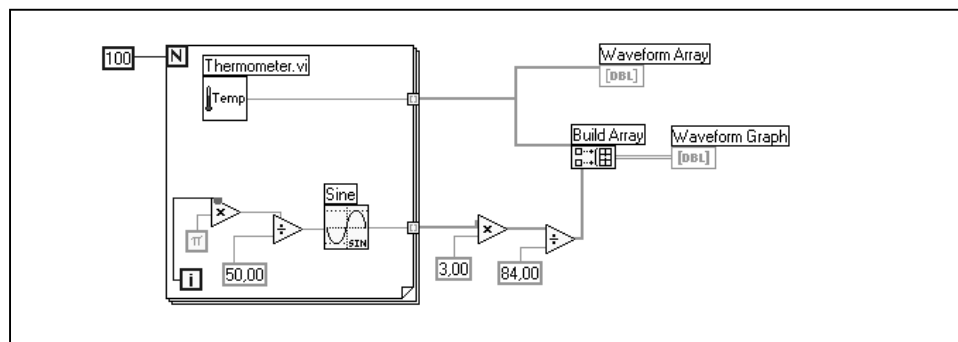 100
N
Thermometer.vi
Temp
Waveform Array
[DBL]
Build Array
Waveform Graph
[DBL]
Sine
SIN
×
π
÷
50,00
i
×
3,00
÷
84,00